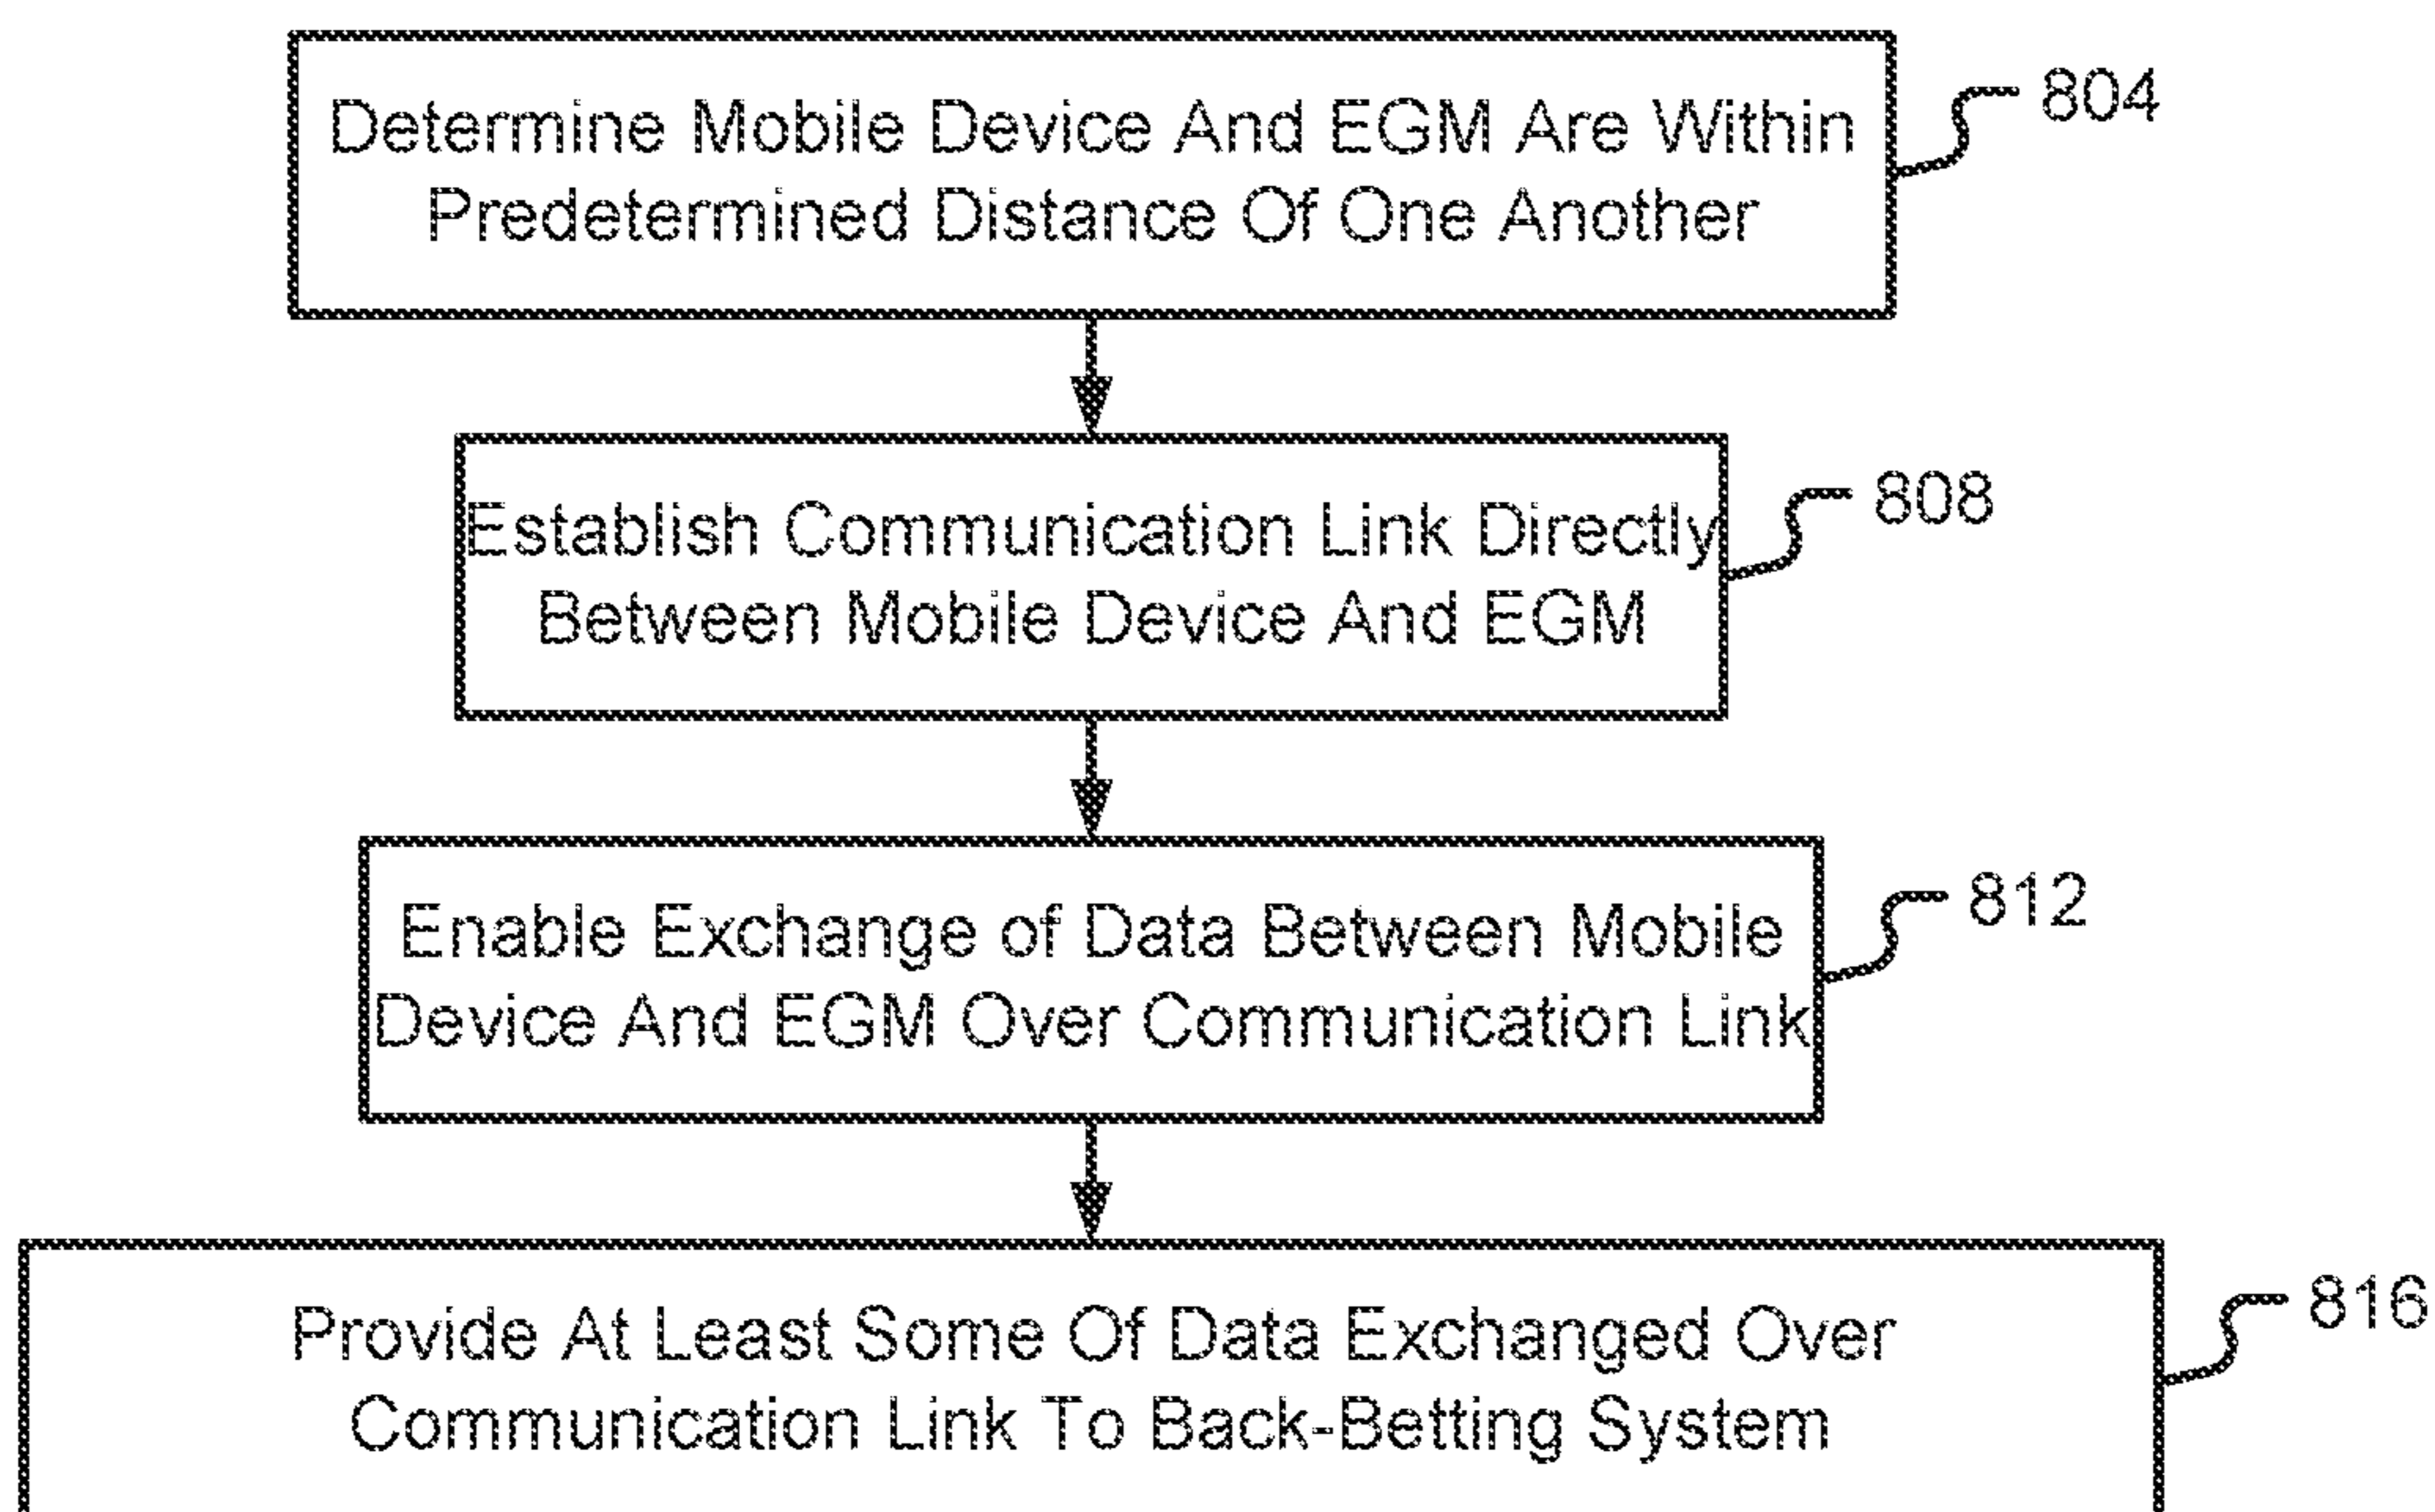 Determine Mobile Device And EGM Are Within
Predetermined Distance Of One Another
804
Establish Communication Link Directly
Between Mobile Device And EGM
808
Enable Exchange of Data Between Mobile
Device And EGM Over Communication Link
812
Provide At Least Some Of Data Exchanged Over
Communication Link To Back-Betting System
816